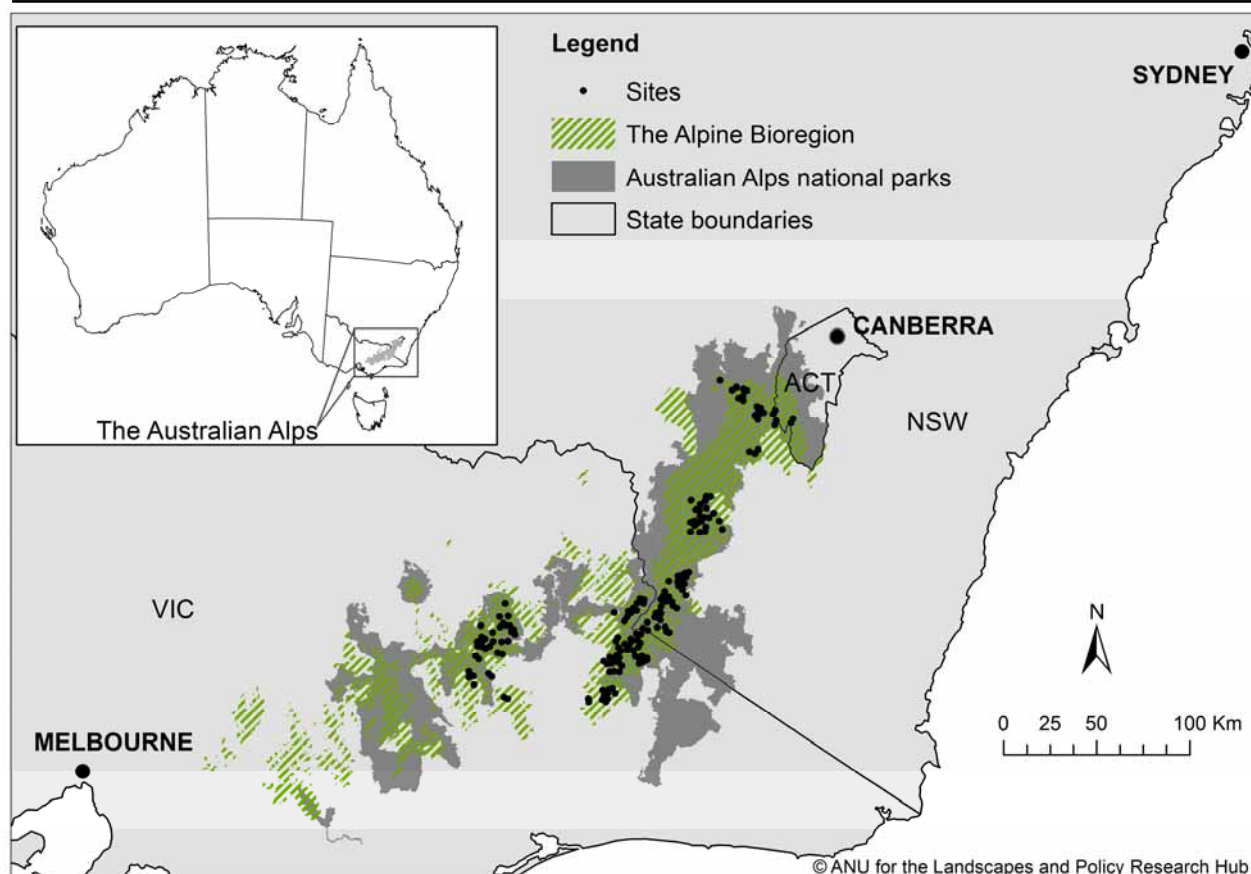 Legend
Sites
The Alpine Bioregion
Australian Alps national parks
State boundaries
SYDNEY
The Australian Alps
CANBERRA
ACT
NSW
VIC
N
MELBOURNE
0 25 50 100 Km
© ANU for the Landscapes and Policy Research Hub